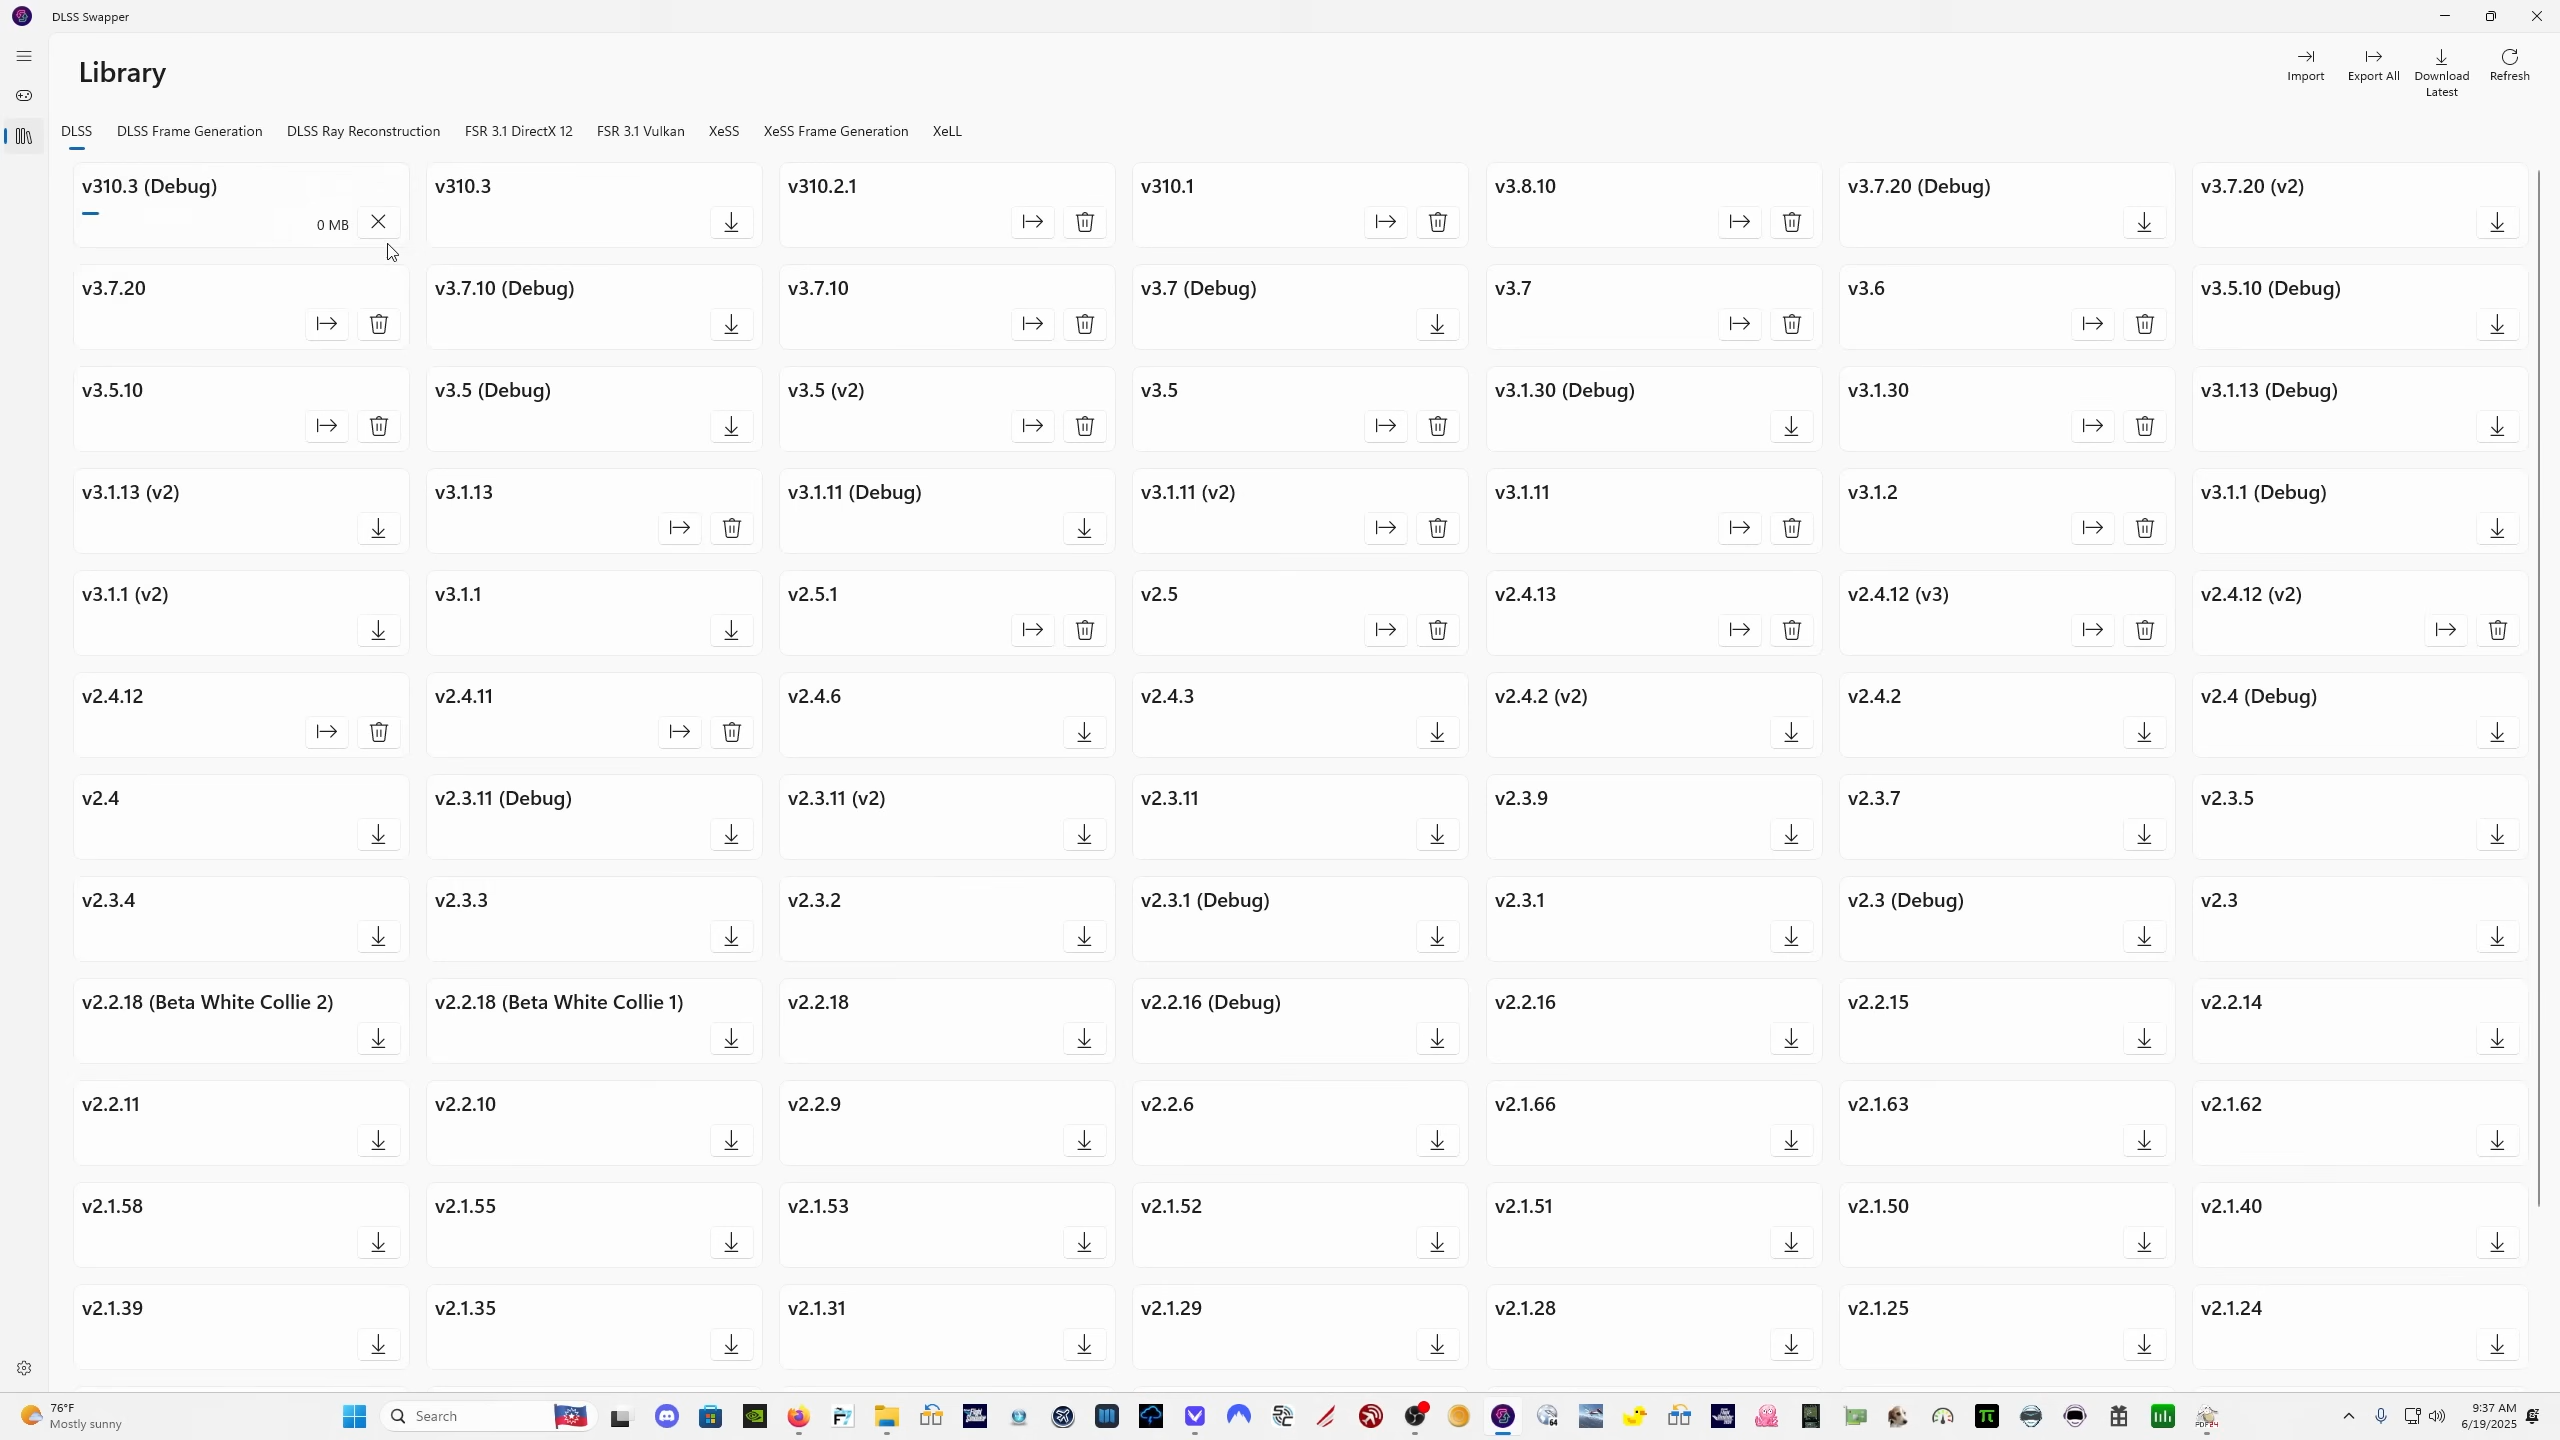 DLSS Swapper
Library
Import
Export All
Download
Latest
Refresh
DLSS DLSS Frame Generation DLSS Ray Reconstruction FSR 3.1 DirectX 12 FSR 3.1 Vulkan XeSS XeSS Frame Generation XeLL
v310.3 (Debug) v310.3 v310.2.1 v310.1 v3.8.10 v3.7.20 (Debug) v3.7.20 (v2)
0 MB
v3.7.20 v3.7.10 (Debug) v3.7.10 v3.7 (Debug) v3.7 v3.6 v3.5.10 (Debug)
v3.5.10 v3.5 (Debug) v3.5 (v2) v3.5 v3.1.30 (Debug) v3.1.30 v3.1.13 (Debug)
v3.1.13 (v2) v3.1.13 v3.1.11 (Debug) v3.1.11 (v2) v3.1.11 v3.1.2 v3.1.1 (Debug)
v3.1.1 (v2) v3.1.1 v2.5.1 v2.5 v2.4.13 v2.4.12 (v3) v2.4.12 (v2)
v2.4.12 v2.4.11 v2.4.6 v2.4.3 v2.4.2 (v2) v2.4.2 v2.4 (Debug)
v2.4 v2.3.11 (Debug) v2.3.11 (v2) v2.3.11 v2.3.9 v2.3.7 v2.3.5
v2.3.4 v2.3.3 v2.3.2 v2.3.1 (Debug) v2.3.1 v2.3 (Debug) v2.3
v2.2.18 (Beta White Collie 2) v2.2.18 (Beta White Collie 1) v2.2.18 v2.2.16 (Debug) v2.2.16 v2.2.15 v2.2.14
v2.2.11 v2.2.10 v2.2.9 v2.2.6 v2.1.66 v2.1.63 v2.1.62
v2.1.58 v2.1.55 v2.1.53 v2.1.52 v2.1.51 v2.1.50 v2.1.40
v2.1.39 v2.1.35 v2.1.31 v2.1.29 v2.1.28 v2.1.25 v2.1.24
76°F
Mostly sunny
Search
9:37 AM
6/19/2025